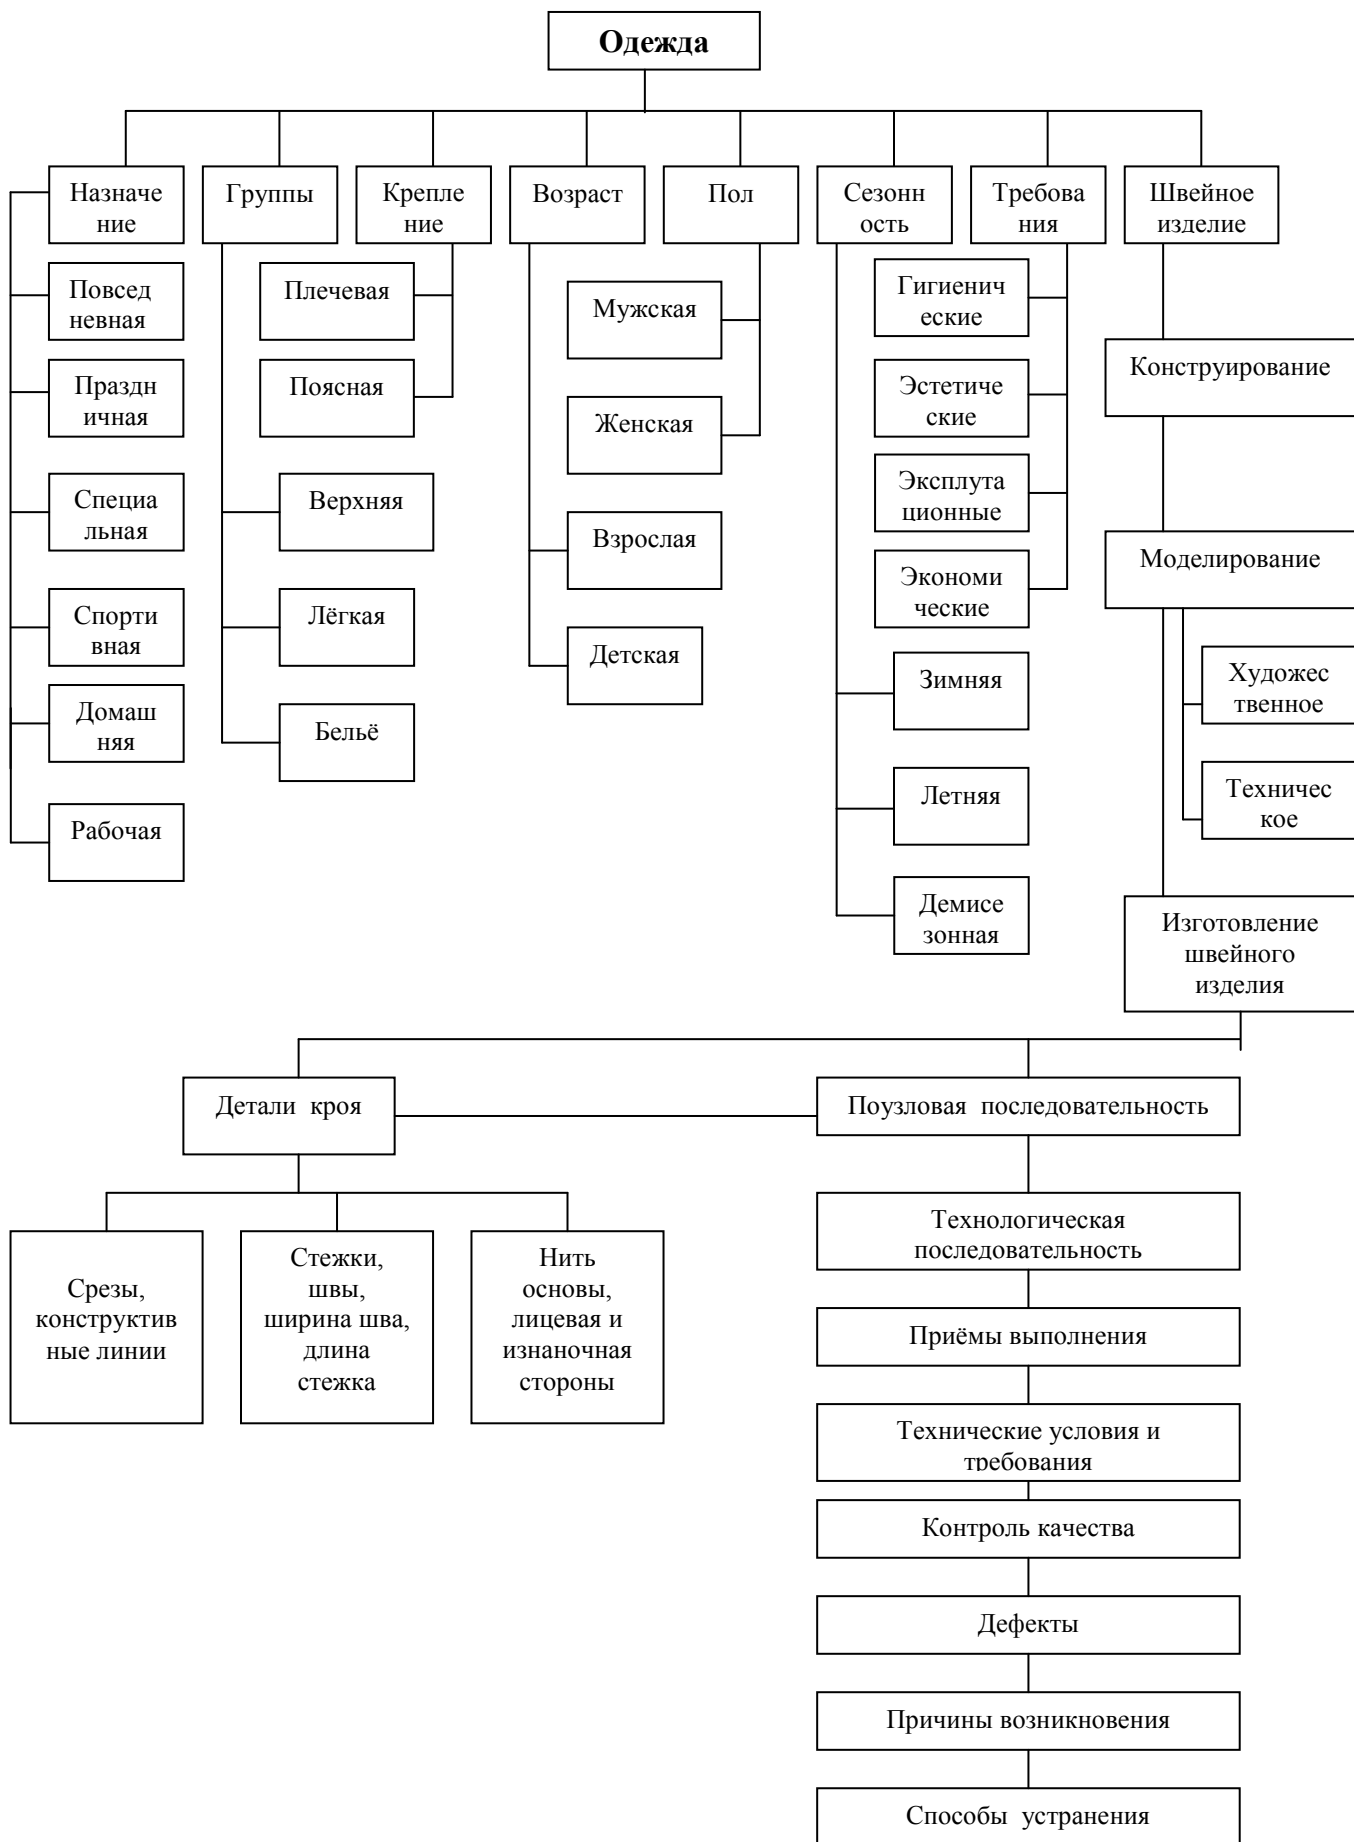 Одежда
Назначе
ние
Группы
Крепле
ние
Возраст
Пол
Сезонн
ость
Требова
ния
Швейное
изделие
Повсед
невная
Праздн
ичная
Специа
льная
Спорти
вная
Домаш
няя
Рабочая
Плечевая
Поясная
Верхняя
Лёгкая
Бельё
Мужская
Женская
Взрослая
Детская
Гигиенич
еские
Эстетиче
ские
Эксплута
ционные
Экономи
ческие
Зимняя
Летняя
Демисе
зонная
Конструирование
Моделирование
Художес
твенное
Техничес
кое
Изготовление
швейного
изделия
Детали кроя
Поузловая последовательность
Срезы,
конструктив
ные линии
Стежки,
швы,
ширина шва,
длина
стежка
Нить
основы,
лицевая и
изнаночная
стороны
Технологическая
последовательность
Приёмы выполнения
Технические условия и
требования
Контроль качества
Дефекты
Причины возникновения
Способы устранения